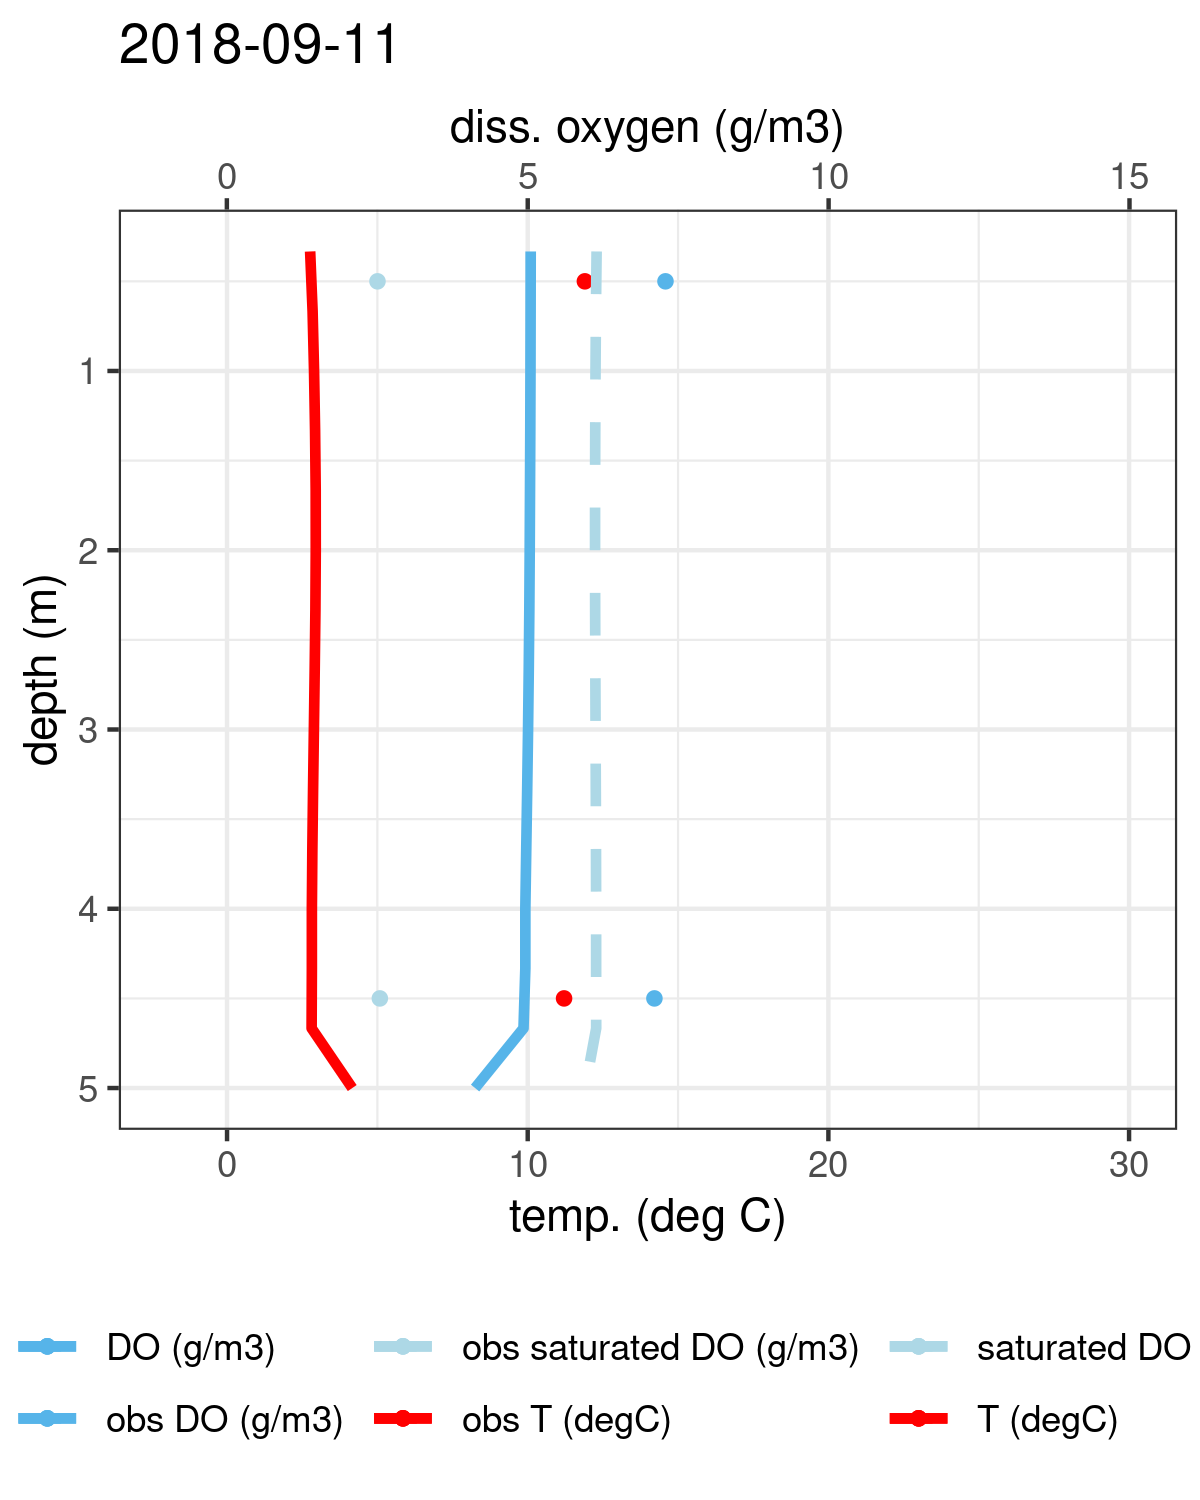 2018-09-11
diss. oxygen (g/m3)
0 5 10 15
depth (m)
1
2
3
4
5
0 10 20 30
temp. (deg C)
DO (g/m3) obs saturated DO (g/m3) saturated DO
obs DO (g/m3) obs T (degC) T (degC)